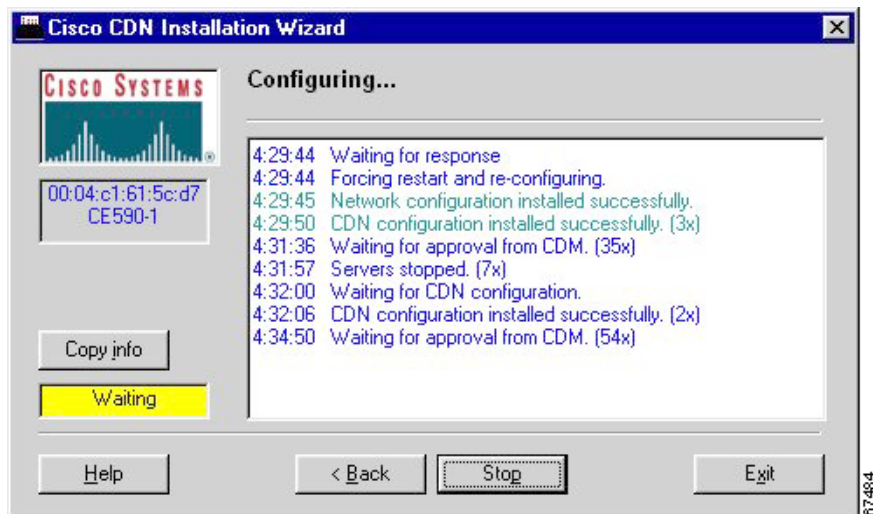 Cisco CDN Installation Wizard
CISCO SYSTEMS
®
00:04:c1:61:5c:d7
CE590-1
Copy info
Waiting
Configuring...
4:29:44 Waiting for response
4:29:44 Forcing restart and re-configuring.
4:29:45 Network configuration installed successfully.
4:29:50 CDN configuration installed successfully. (3x)
4:31:36 Waiting for approval from CDM. (35x)
4:31:57 Servers stopped. (7x)
4:32:00 Waiting for CDN configuration.
4:32:06 CDN configuration installed successfully. (2x)
4:34:50 Waiting for approval from CDM. (54x)
Help
< Back
Stop
Exit
67484